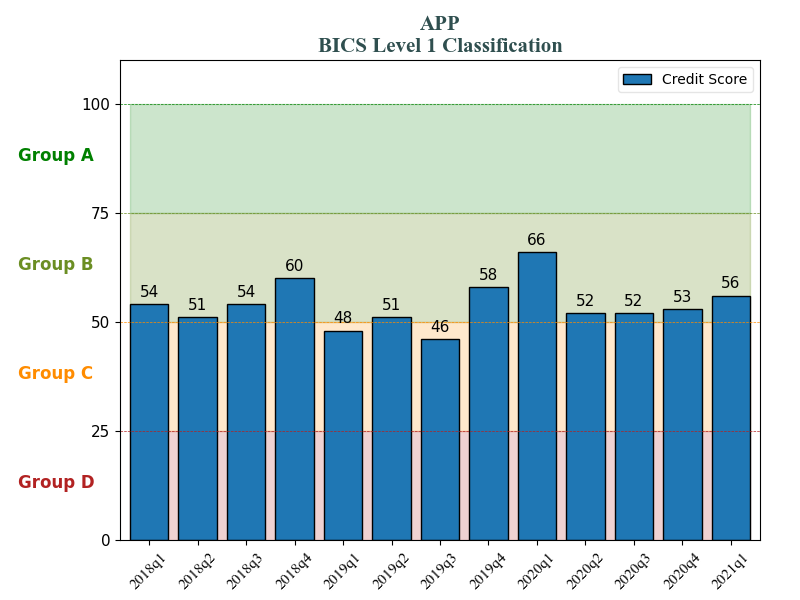 APP
BICS Level 1 Classification
Credit Score
100
Group A
75
66
Group B
60
58
56
54
54
53
52
52
51
51
50
48
46
Group C
25
Group D
0
2018q1
2018q2
2018q3
2018q4
2019q1
2019q2
2019q3
2019q4
2020q1
2020q2
2020q3
2020q4
2021q1